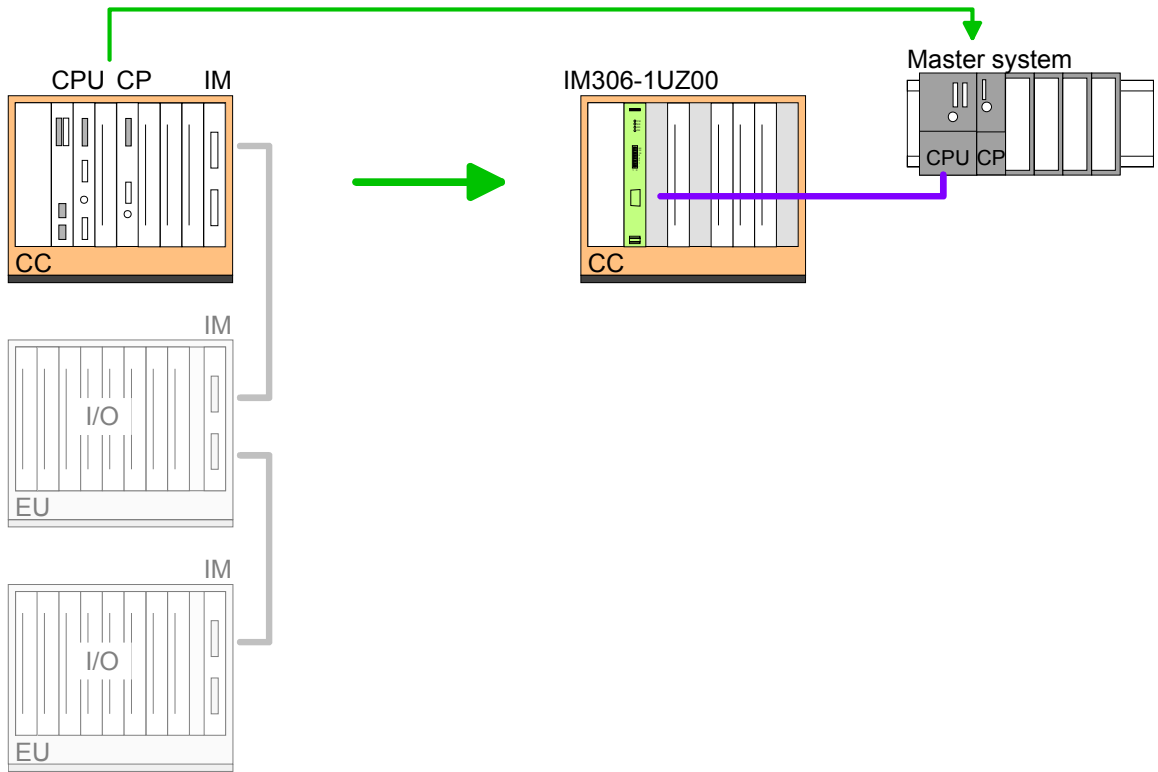 CPU CP IM
CC
IM
I/O
EU
IM
I/O
EU
IM306-1UZ00
CC
Master system
CPU CP